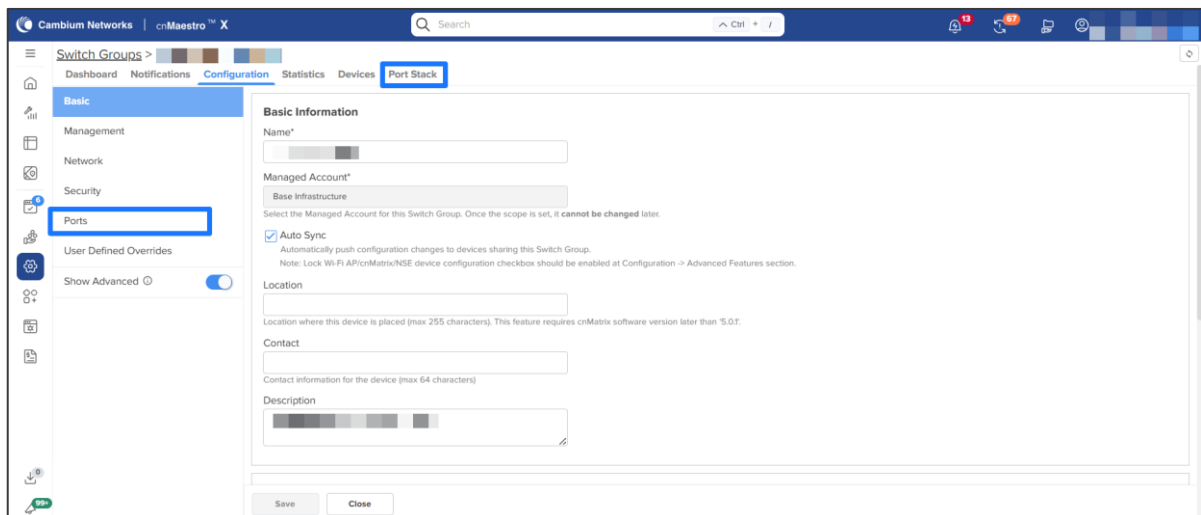 Cambium Networks | cnMaestro™ X
Search
Ctrl + /
13
57
Switch Groups >
Dashboard Notifications Configuration Statistics Devices Port Stack
Basic
Management
Network
Security
Ports
User Defined Overrides
Show Advanced
6
Basic Information
Name*
Managed Account*
Base Infrastructure
Select the Managed Account for this Switch Group. Once the scope is set, it cannot be changed later.
Auto Sync
Automatically push configuration changes to devices sharing this Switch Group.
Note: Lock Wi-Fi AP/cnMatrix/NSE device configuration checkbox should be enabled at Configuration -> Advanced Features section.
Location
Location where this device is placed (max 255 characters). This feature requires cnMatrix software version later than '5.0.1'.
Contact
Contact information for the device (max 64 characters)
Description
0
99+
Save Close